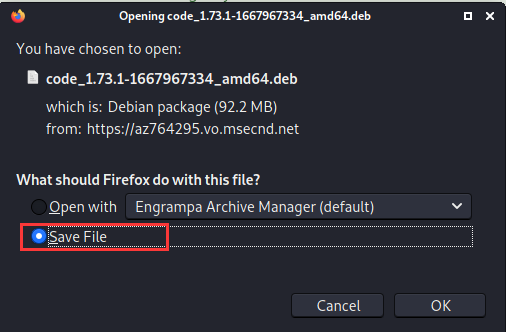 Opening code_1.73.1-1667967334_amd64.deb
You have chosen to open:
code_1.73.1-1667967334_amd64.deb
which is: Debian package (92.2 MB)
from: https://az764295.vo.msecnd.net
What should Firefox do with this file?
Open with Engrampa Archive Manager (default)
Save File
Cancel OK